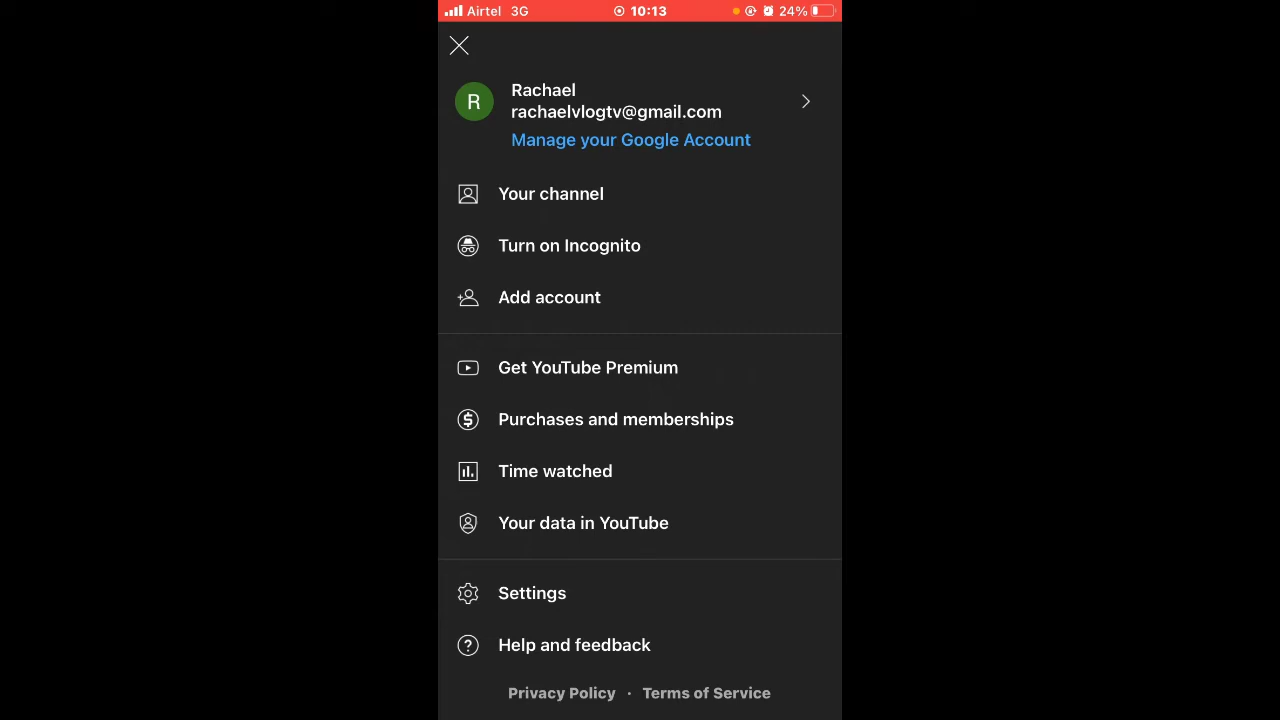 Airtel 3G 10:13 24%
Rachael
rachaelvlogtv@gmail.com
Manage your Google Account
R
Your channel
Turn on Incognito
Add account
Get YouTube Premium
Purchases and memberships
Time watched
Your data in YouTube
Settings
Help and feedback
Privacy Policy · Terms of Service